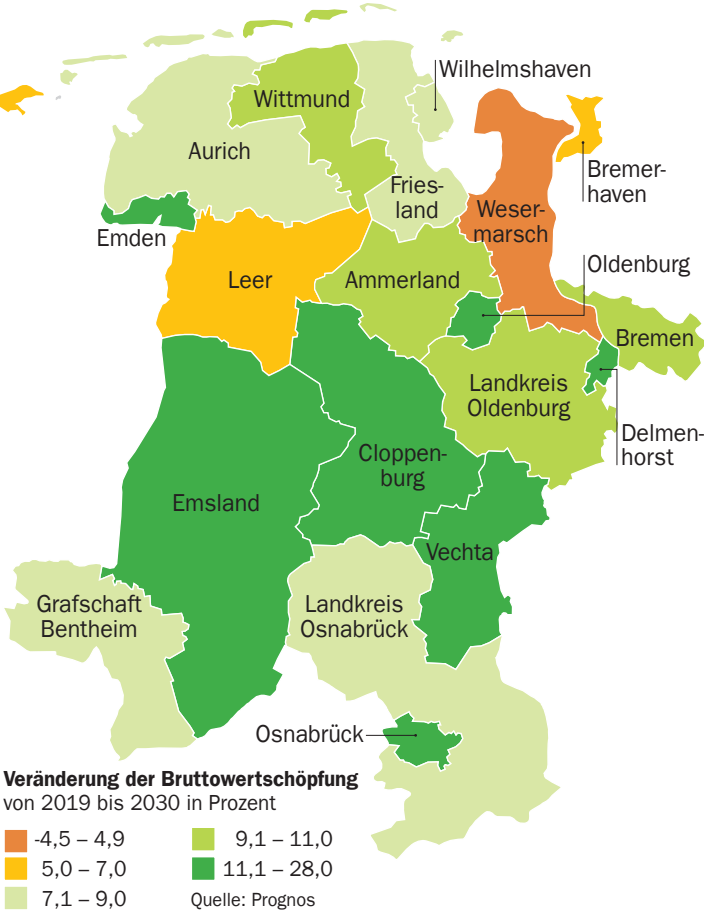 Wilhelmshaven
Wittmund
Aurich
Bremer-
haven
Fries-
land
Weser-
marsch
Emden
Oldenburg
Leer
Ammerland
Bremen
Landkreis
Oldenburg
Delmen-
horst
Cloppen-
burg
Emsland
Vechta
Grafschaft
Bentheim
Landkreis
Osnabrück
Osnabrück
Veränderung der Bruttowertschöpfung
von 2019 bis 2030 in Prozent
-4,5 – 4,9
5,0 – 7,0
7,1 – 9,0
9,1 – 11,0
11,1 – 28,0
Quelle: Prognos